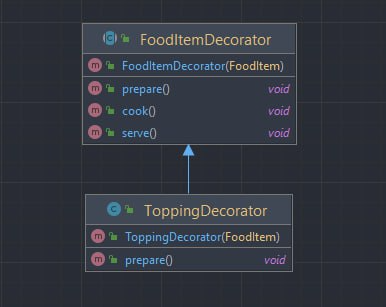 FoodItemDecorator
FoodItemDecorator(FoodItem)
prepare() void
cook() void
serve() void
ToppingDecorator
ToppingDecorator(FoodItem)
prepare() void